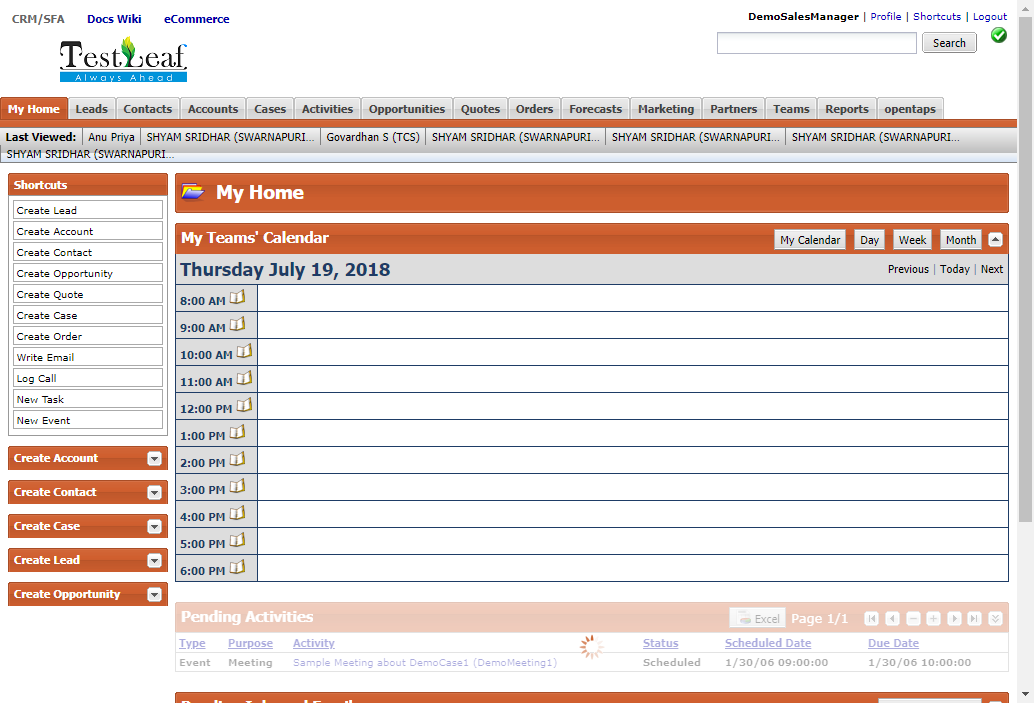 CRM/SFA Docs Wiki eCommerce
DemoSalesManager | Profile | Shortcuts | Logout
Search
TestLeaf
Always Ahead
My Home Leads Contacts Accounts Cases Activities Opportunities Quotes Orders Forecasts Marketing Partners Teams Reports opentaps
Last Viewed: Anu Priya SHYAM SRIDHAR (SWARNAPURI... Govardhan S (TCS) SHYAM SRIDHAR (SWARNAPURI... SHYAM SRIDHAR (SWARNAPURI... SHYAM SRIDHAR (SWARNAPURI...
SHYAM SRIDHAR (SWARNAPURI...
Shortcuts
Create Lead
Create Account
Create Contact
Create Opportunity
Create Quote
Create Case
Create Order
Write Email
Log Call
New Task
New Event
Create Account
Create Contact
Create Case
Create Lead
Create Opportunity
My Home
My Teams' Calendar My Calendar Day Week Month
Thursday July 19, 2018 Previous | Today | Next
8:00 AM
9:00 AM
10:00 AM
11:00 AM
12:00 PM
1:00 PM
2:00 PM
3:00 PM
4:00 PM
5:00 PM
6:00 PM
Pending Activities Excel Page 1/1
Type Purpose Activity Status Scheduled Date Due Date
Event Meeting Sample Meeting about DemoCase1 (DemoMeeting1) Scheduled 1/30/06 09:00:00 1/30/06 10:00:00